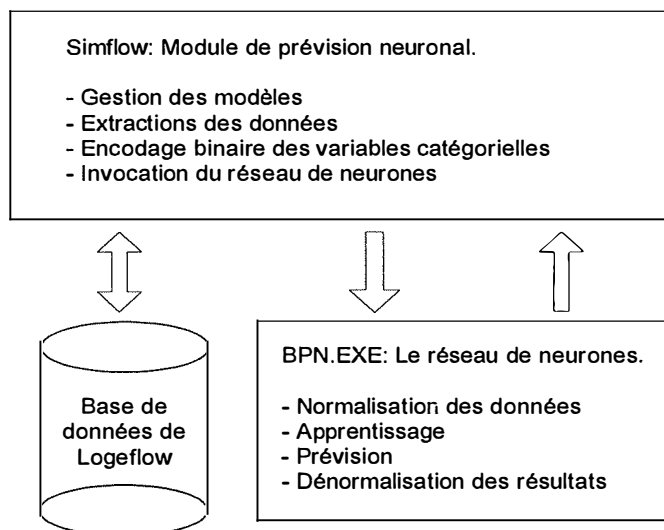 Simflow: Module de prévision neuronal.
- Gestion des modèles
- Extractions des données
- Encodage binaire des variables catégorielles
- Invocation du réseau de neurones
Base de
données de
Logeflow
BPN.EXE: Le réseau de neurones.
- Normalisation des données
- Apprentissage
- Prévision
- Dénormalisation des résultats